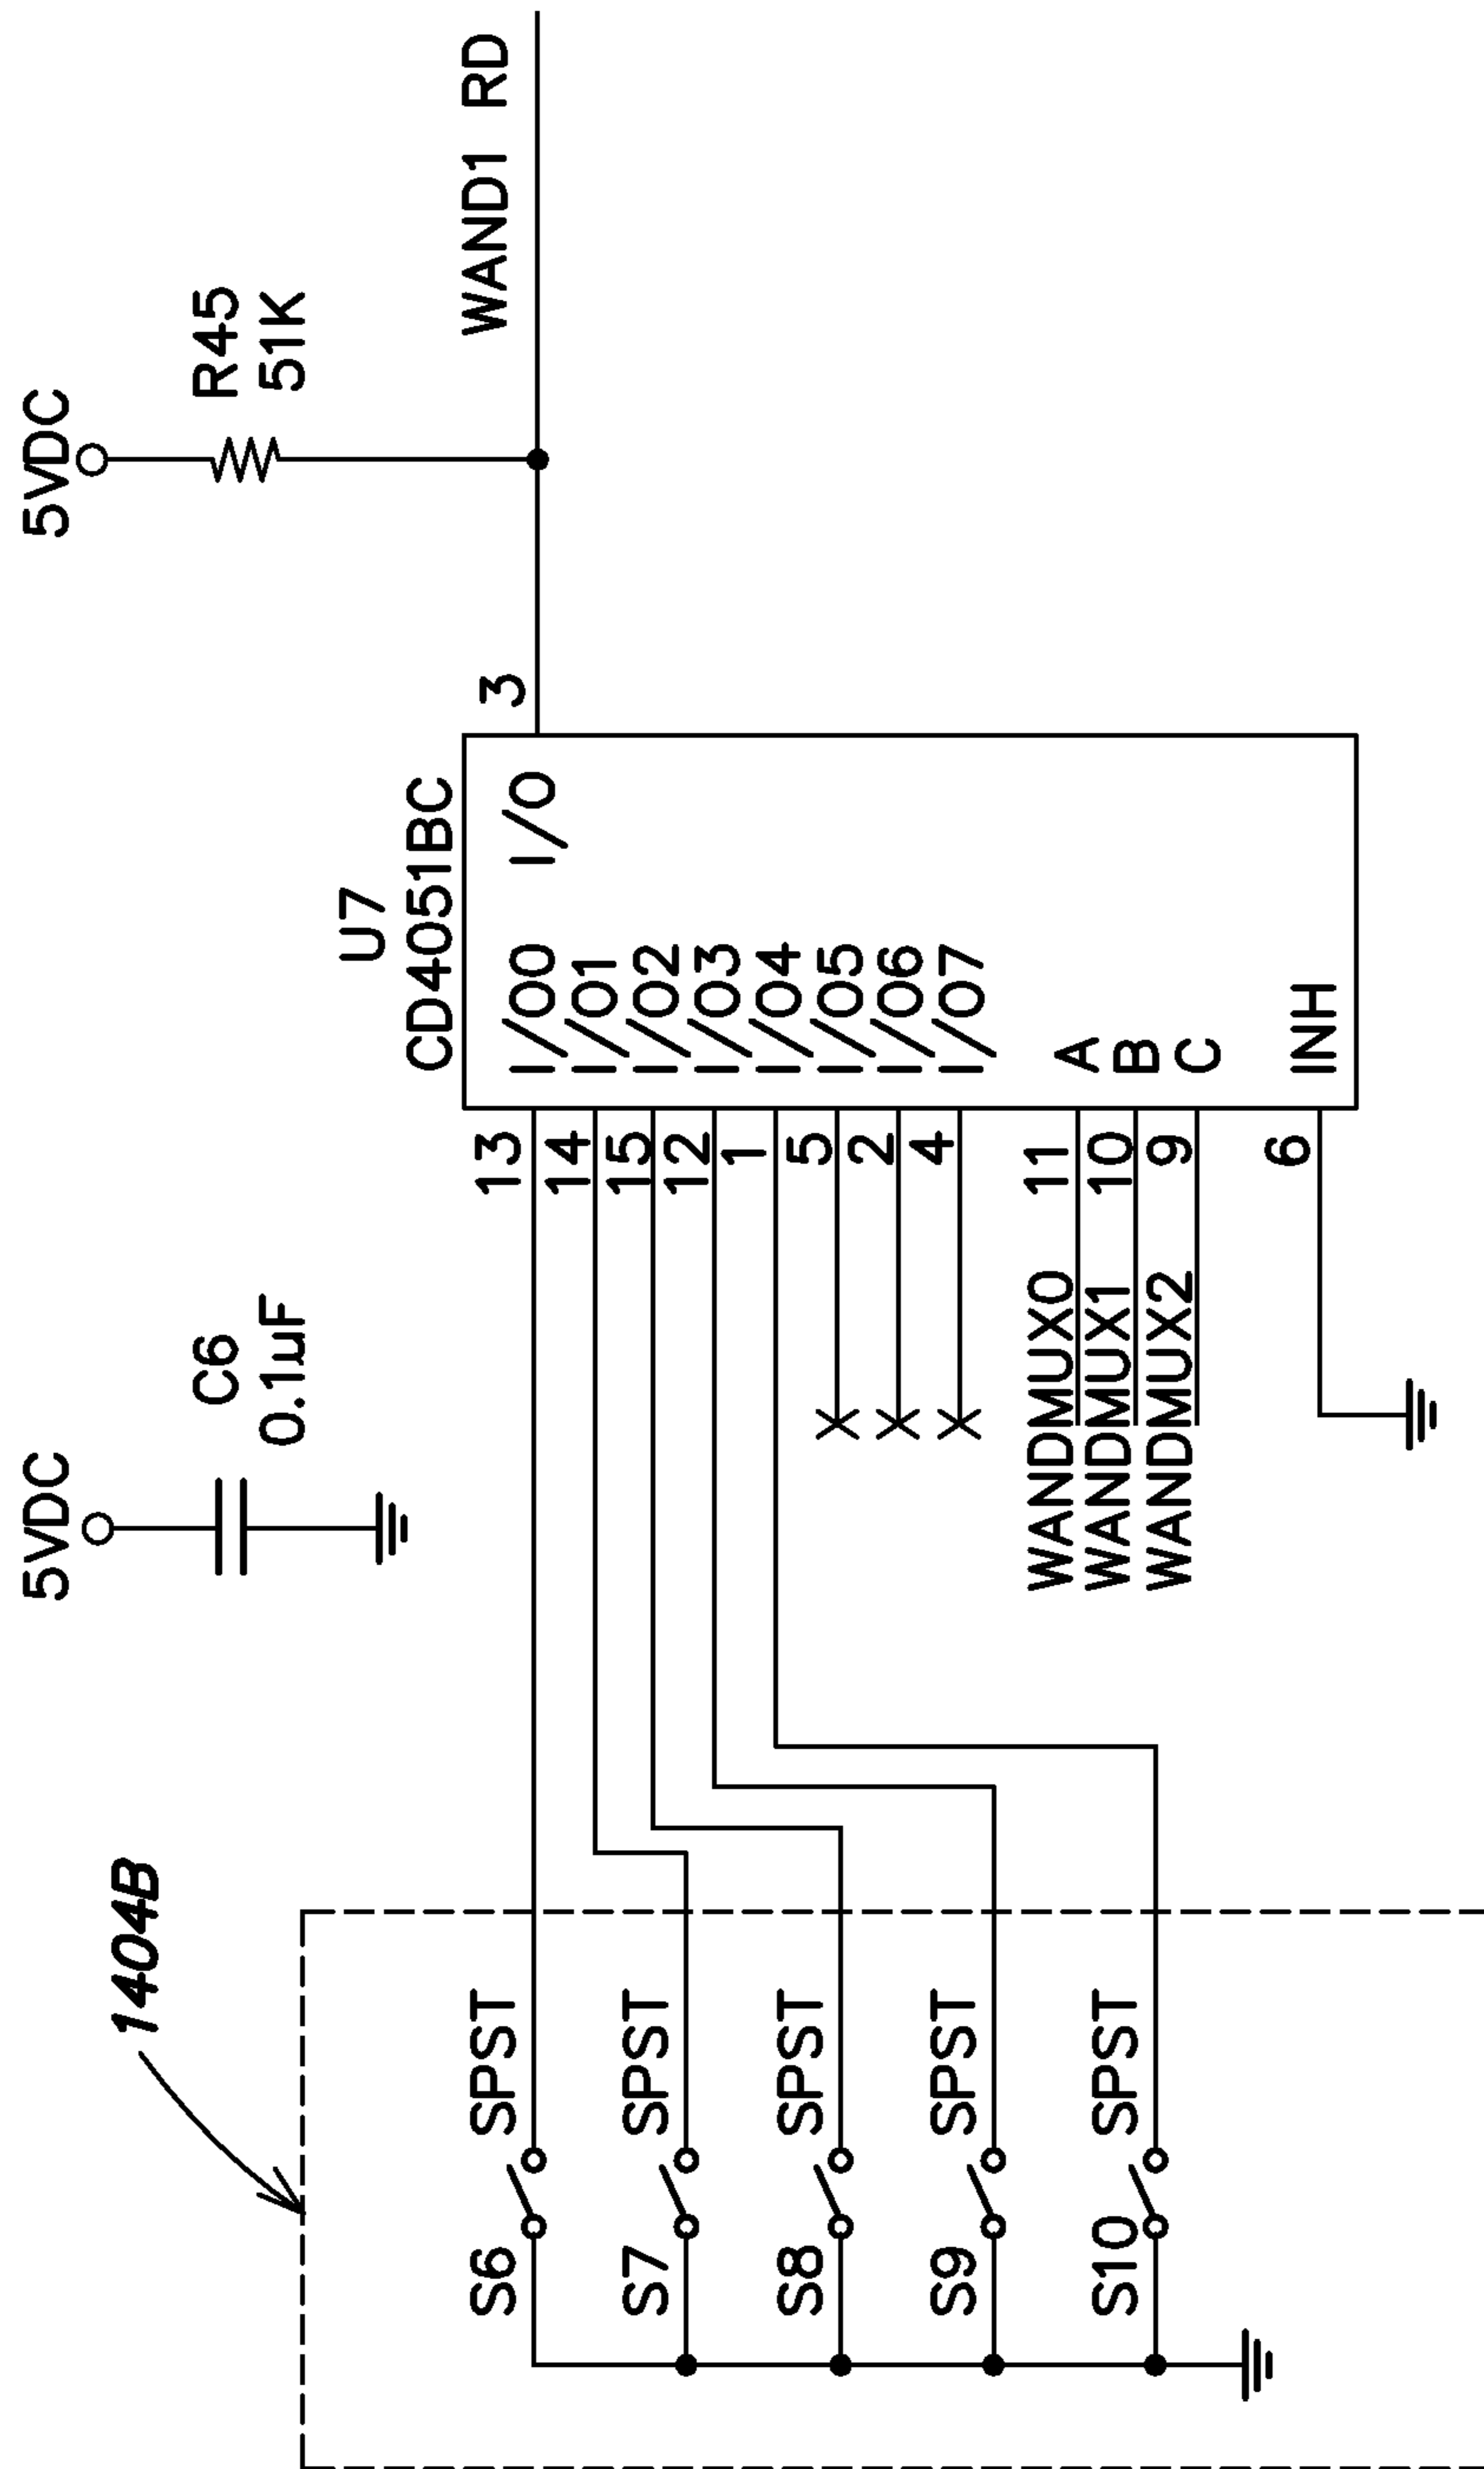 1404B
5VDC
C6
0.1µF
5VDC
R45
51K
WAND1 RD
U7
CD4051BC
S6 SPST
S7 SPST
S8 SPST
S9 SPST
S10 SPST
13 I/O0 I/O 3
14 I/O1
15 I/O2
12 I/O3
1 I/O4
5 I/O5
2 I/O6
4 I/O7
WANDMUX0 11 A
WANDMUX1 10 B
WANDMUX2 9 C
6 INH